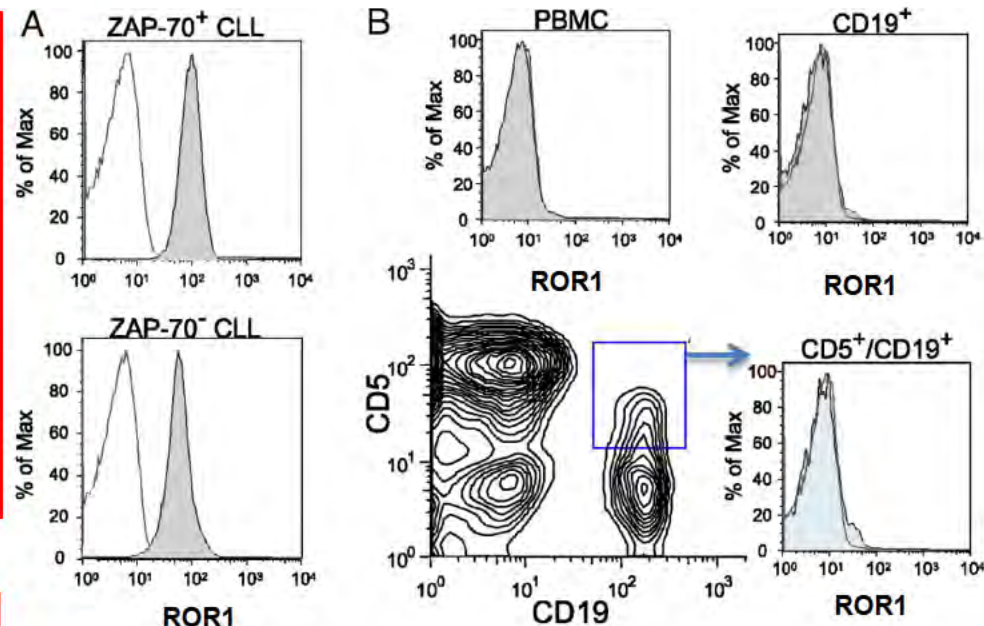 A
ZAP-70⁺ CLL
% of Max
100
80
60
40
20
0
10⁰ 10¹ 10² 10³ 10⁴
ZAP-70⁻ CLL
% of Max
100
80
60
40
20
0
10⁰ 10¹ 10² 10³ 10⁴
ROR1
B
PBMC
% of Max
100
80
60
40
20
0
10⁰ 10¹ 10² 10³ 10⁴
ROR1
CD19⁺
% of Max
100
80
60
40
20
0
10⁰ 10¹ 10² 10³ 10⁴
ROR1
CD5
10³
10²
10¹
10⁰
10⁰ 10¹ 10² 10³
CD19
CD5⁺/CD19⁺
% of Max
100
80
60
40
20
0
10⁰ 10¹ 10² 10³ 10⁴
ROR1